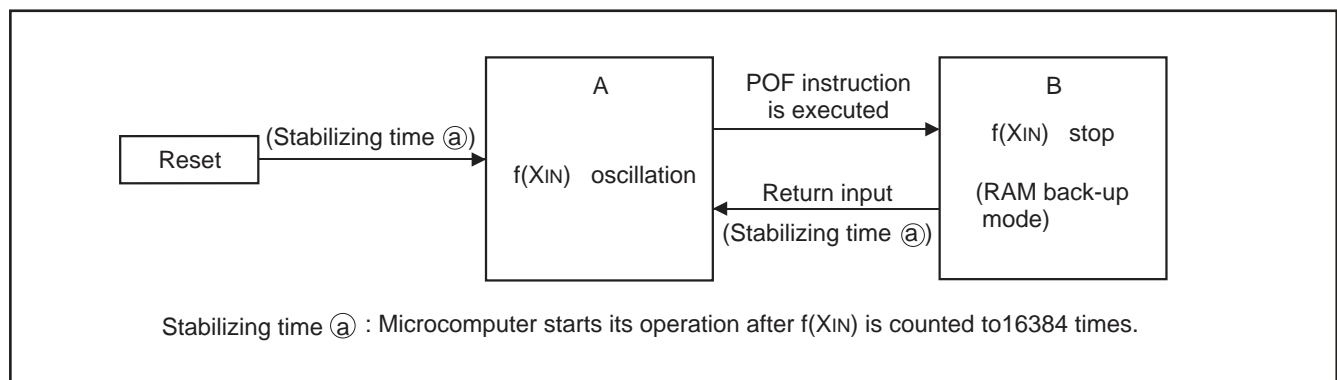 Reset
(Stabilizing time ⓐ)
A
f(XIN) oscillation
POF instruction
is executed
Return input
(Stabilizing time ⓐ)
B
f(XIN) stop
(RAM back-up
mode)
Stabilizing time ⓐ : Microcomputer starts its operation after f(XIN) is counted to16384 times.